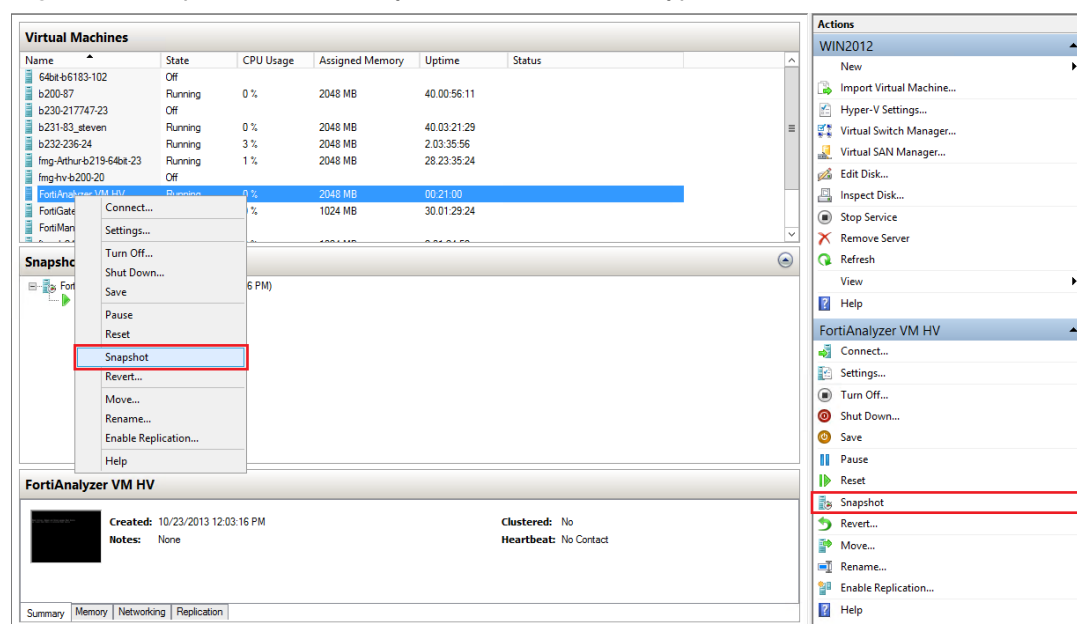 Virtual Machines
Name State CPU Usage Assigned Memory Uptime Status
64bit-b6183-102 Off
b200-87 Running 0 % 2048 MB 40.00:56:11
b230-217747-23 Off
b231-83_steven Running 0 % 2048 MB 40.03:21:29
b232-236-24 Running 3 % 2048 MB 2.03:35:56
fmg-Arthur-b219-64bit-23 Running 1 % 2048 MB 28.23:35:24
fmg-hv-b200-20 Off
FortiAnalyzer VM HV Running 0 % 2048 MB 00:21:00
FortiGate % 1024 MB 30.01:29:24
FortiMan
Connect...
Settings...
Turn Off...
Shut Down...
Save
Pause
Reset
Snapshot
Revert...
Move...
Rename...
Enable Replication...
Help
Snapsho
For 6 PM)
FortiAnalyzer VM HV
Created: 10/23/2013 12:03:16 PM Clustered: No
Notes: None Heartbeat: No Contact
Summary Memory Networking Replication
Actions
WIN2012
New
Import Virtual Machine...
Hyper-V Settings...
Virtual Switch Manager...
Virtual SAN Manager...
Edit Disk...
Inspect Disk...
Stop Service
Remove Server
Refresh
View
Help
FortiAnalyzer VM HV
Connect...
Settings...
Turn Off...
Shut Down...
Save
Pause
Reset
Snapshot
Revert...
Move...
Rename...
Enable Replication...
Help